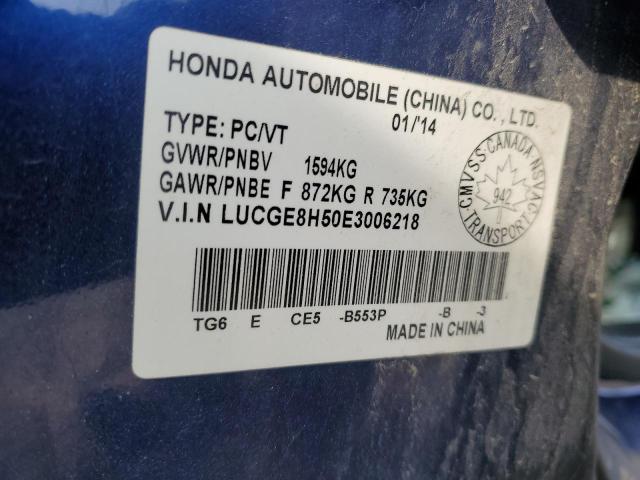 HONDA AUTOMOBILE (CHINA) CO., LTD.
01/'14
TYPE: PC/VT
GVWR/PNBV 1594KG
GAWR/PNBE F 872KG R 735KG
V.I.N LUCGE8H50E3006218
CMVSS·CANADA·NSVAC
942
TRANSPORT
TG6 E CE5 -B553P -B -3
MADE IN CHINA